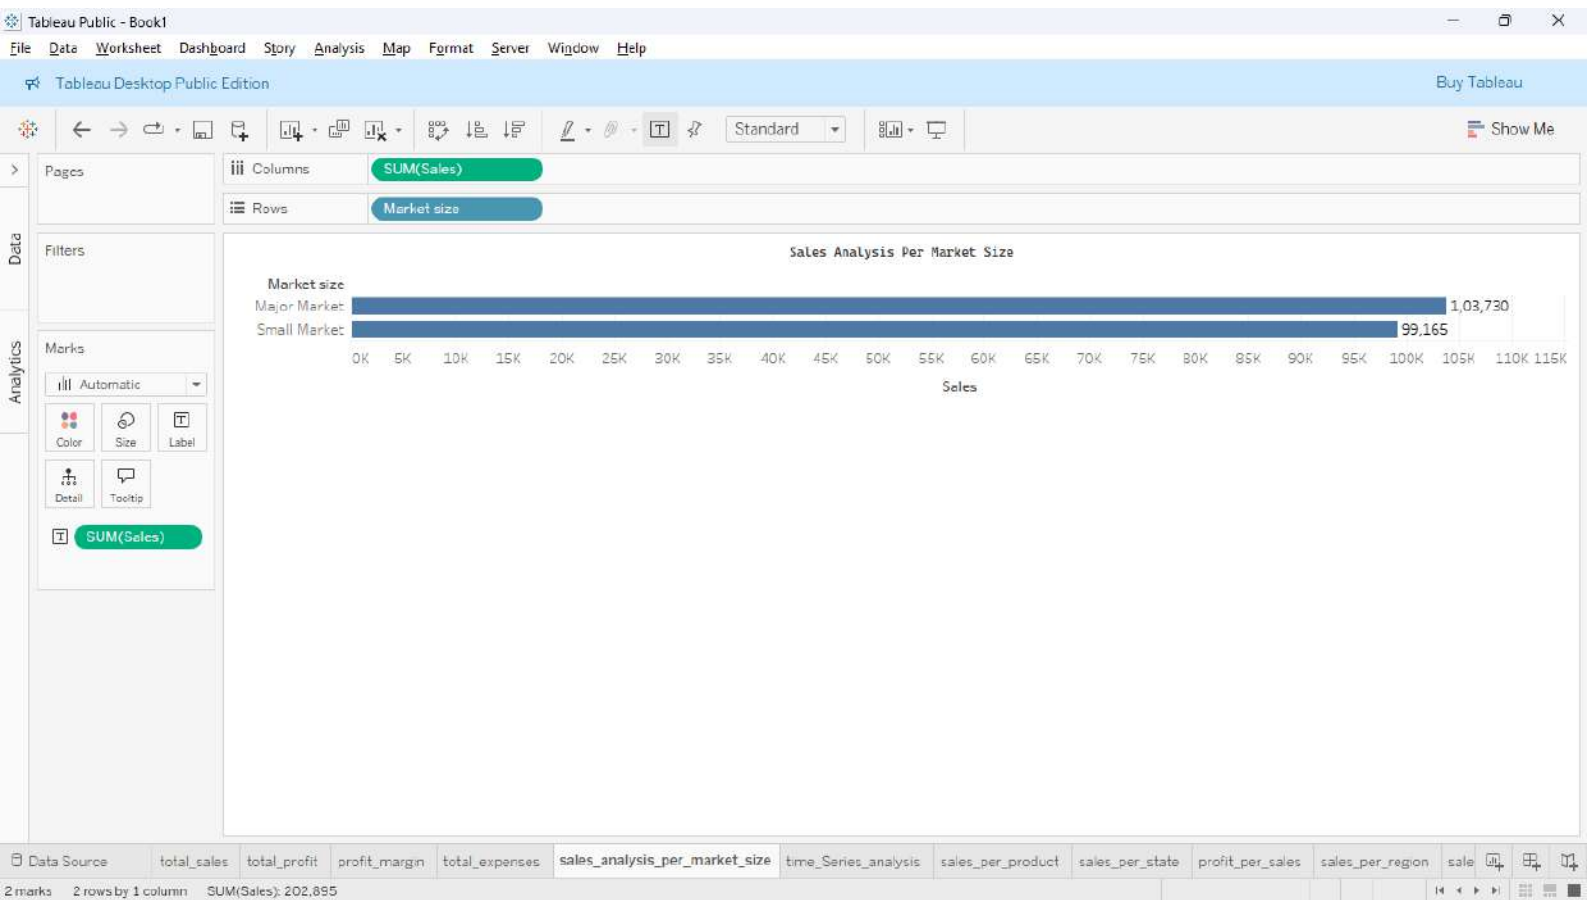 Tableau Public - Book1
File Data Worksheet Dashboard Story Analysis Map Format Server Window Help
Tableau Desktop Public Edition Buy Tableau
Standard Show Me
Pages
Columns SUM(Sales)
Rows Market size
Data
Analytics
Filters
Marks
Automatic
Color Size Label
Detail Tooltip
SUM(Sales)
Sales Analysis Per Market Size
Market size
Major Market 1,03,730
Small Market 99,165
0K 5K 10K 15K 20K 25K 30K 35K 40K 45K 50K 55K 60K 65K 70K 75K 80K 85K 90K 95K 100K 105K 110K 115K
Sales
Data Source total_sales total_profit profit_margin total_expenses sales_analysis_per_market_size time_Series_analysis sales_per_product sales_per_state profit_per_sales sales_per_region sale
2 marks 2 rows by 1 column SUM(Sales): 202,895